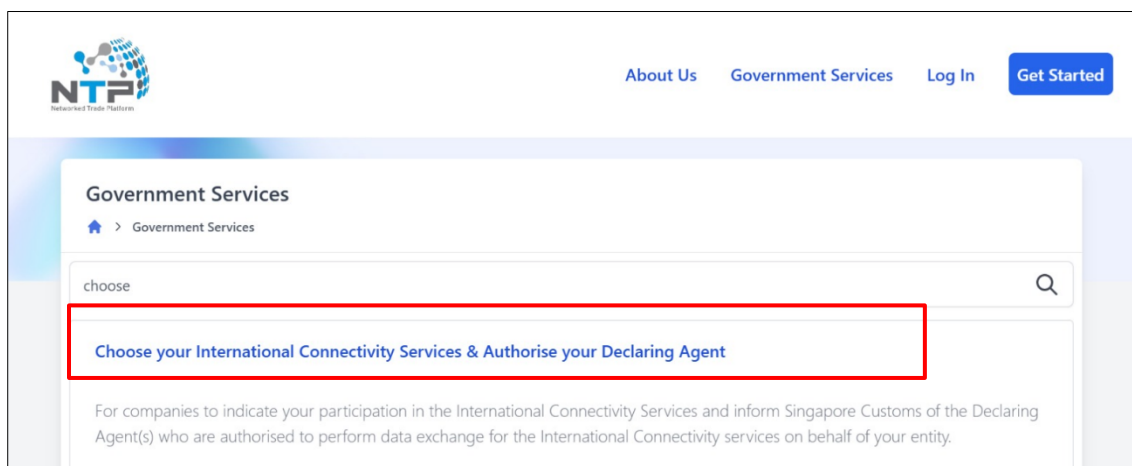 NTP
Networked Trade Platform
About Us Government Services Log In Get Started
Government Services
> Government Services
choose
Choose your International Connectivity Services & Authorise your Declaring Agent
For companies to indicate your participation in the International Connectivity Services and inform Singapore Customs of the Declaring
Agent(s) who are authorised to perform data exchange for the International Connectivity services on behalf of your entity.